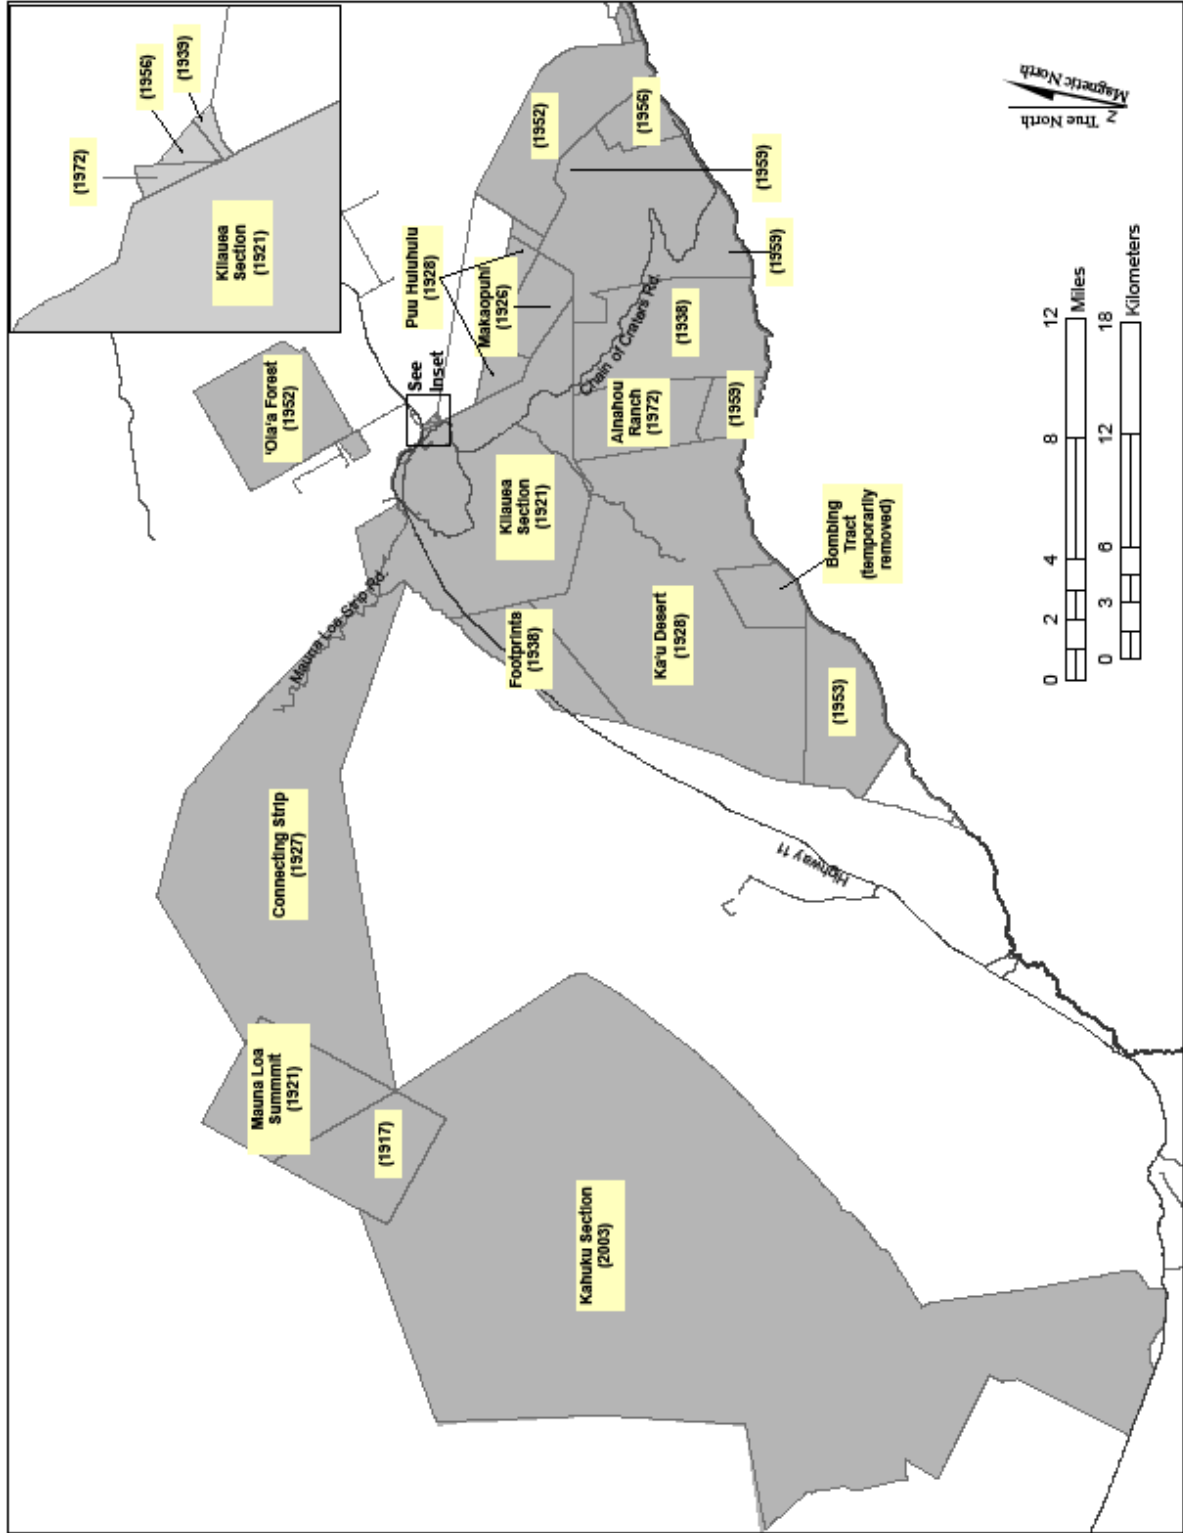 (1972)
(1956)
(1939)
Kilauea
Section
(1921)
'Ola'a Forest
(1952)
See
Inset
Puu Huluhulu
(1928)
Makaopuhi
(1926)
(1952)
(1956)
(1959)
(1959)
Chain of Craters Rd.
(1938)
Ainahou
Ranch
(1972)
(1959)
Kilauea
Section
(1921)
Mauna Loa Strip Rd.
Footprints
(1938)
Ka'u Desert
(1928)
Bombing
Tract
(temporarily
removed)
(1953)
Connecting Strip
(1927)
Mauna Loa
Summmit
(1921)
(1917)
Kahuku Section
(2003)
Highway 11
True North
Magnetic North
N
0 2 4 8 12
Miles
0 3 6 12 18
Kilometers